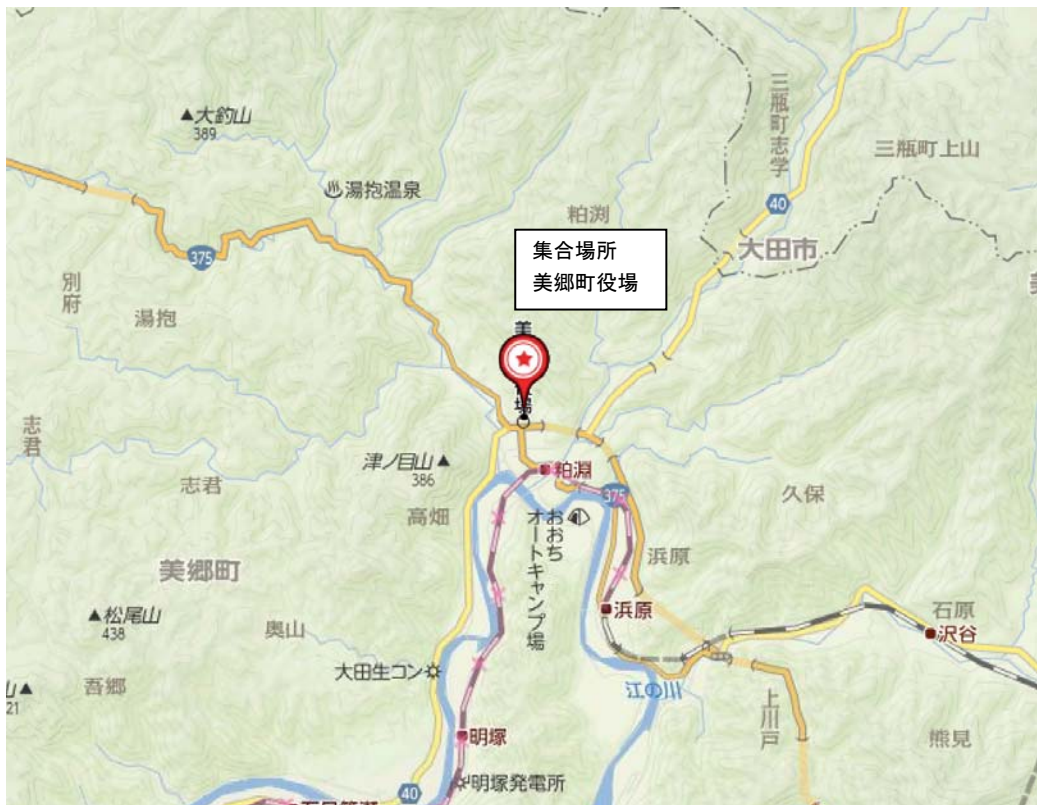 ▲大釣山
389
三瓶町志学
三瓶町上山
湯抱温泉
粕渕
40
大田市
集合場所
美郷町役場
375
別府
湯抱
美
場
志君
津ノ目山▲
386
粕淵
志君
高畑
375
久保
おおち
オートキャンプ場
浜原
美郷町
▲松尾山
438
奥山
浜原
石原
沢谷
大田生コン
吾郷
山▲
21
江の川
上川戸
熊見
明塚
40
明塚発電所